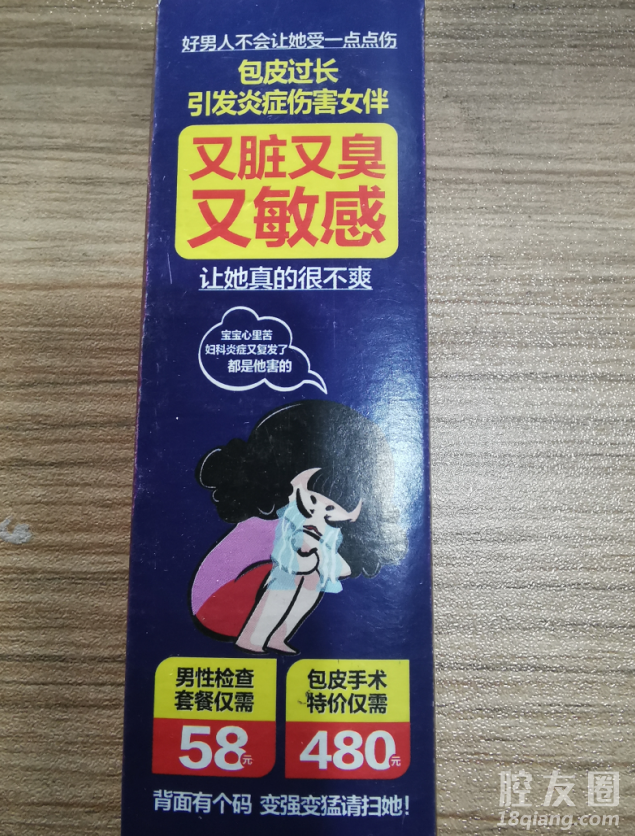 好男人不会让她受一点点伤
包皮过长
引发炎症伤害女伴
又脏又臭
又敏感
让她真的很不爽
宝宝心里苦
妇科炎症又复发了
都是他害的
男性检查
套餐仅需
58元
包皮手术
特价仅需
480元
背面有个码 变强变猛请扫她!
腔友圈
18qiang.com